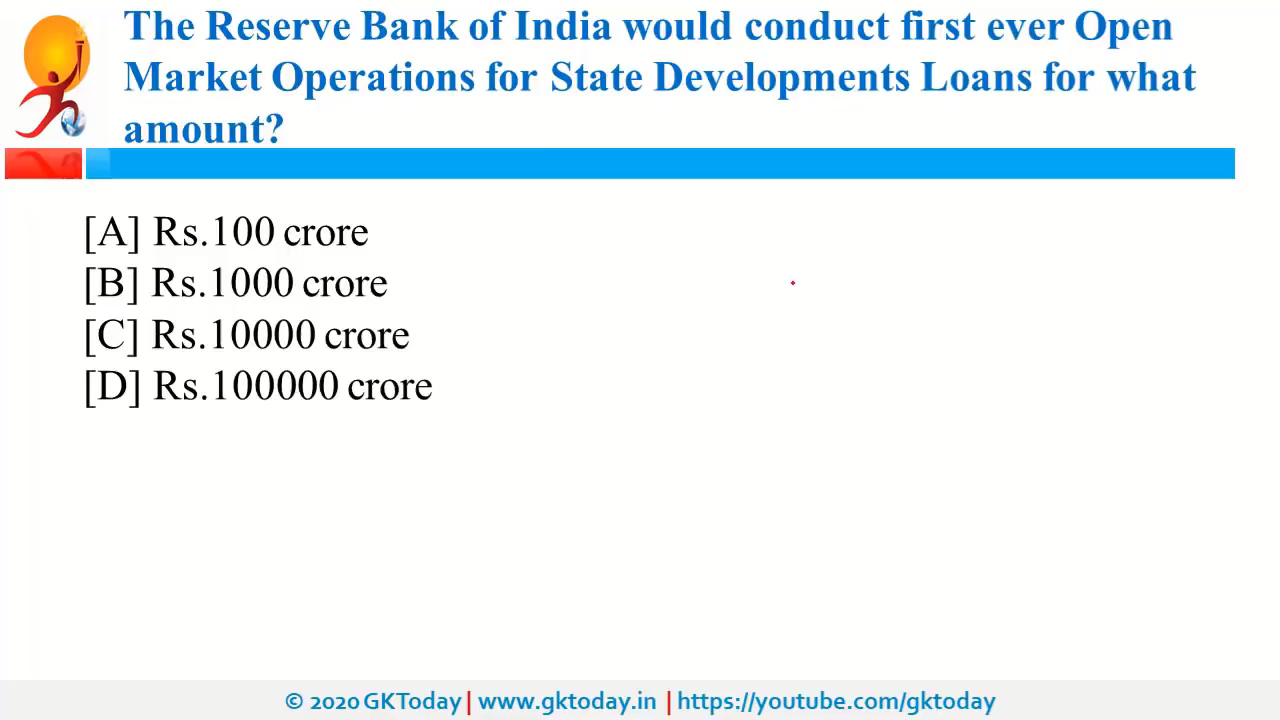 The Reserve Bank of India would conduct first ever Open
Market Operations for State Developments Loans for what
amount?
[A] Rs.100 crore
[B] Rs.1000 crore
[C] Rs.10000 crore
[D] Rs.100000 crore
© 2020 GKToday | www.gktoday.in | https://youtube.com/gktoday